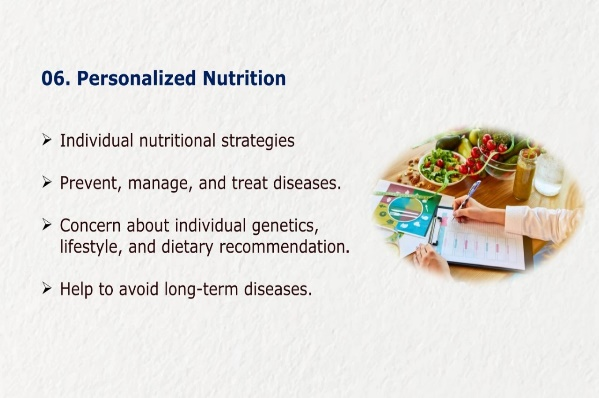 06. Personalized Nutrition
➢ Individual nutritional strategies
➢ Prevent, manage, and treat diseases.
➢ Concern about individual genetics,
lifestyle, and dietary recommendation.
➢ Help to avoid long-term diseases.